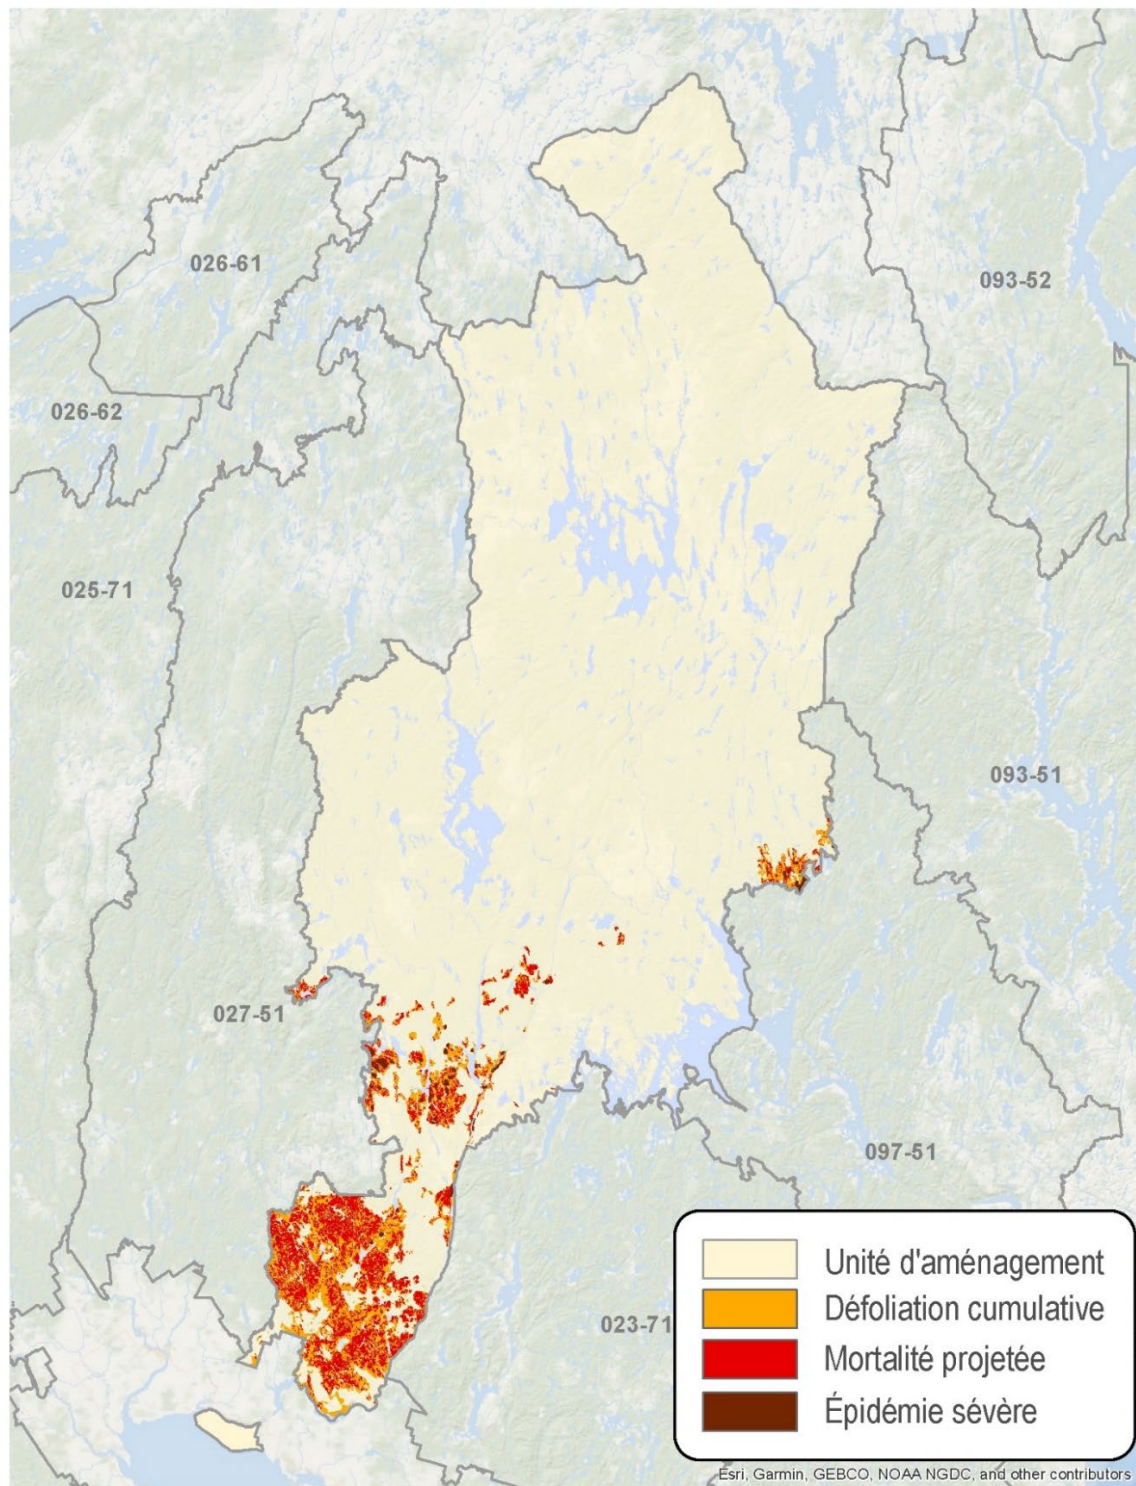 026-61
093-52
026-62
025-71
093-51
027-51
097-51
023-71
Unité d'aménagement
Défoliation cumulative
Mortalité projetée
Épidémie sévère
Esri, Garmin, GEBCO, NOAA NGDC, and other contributors